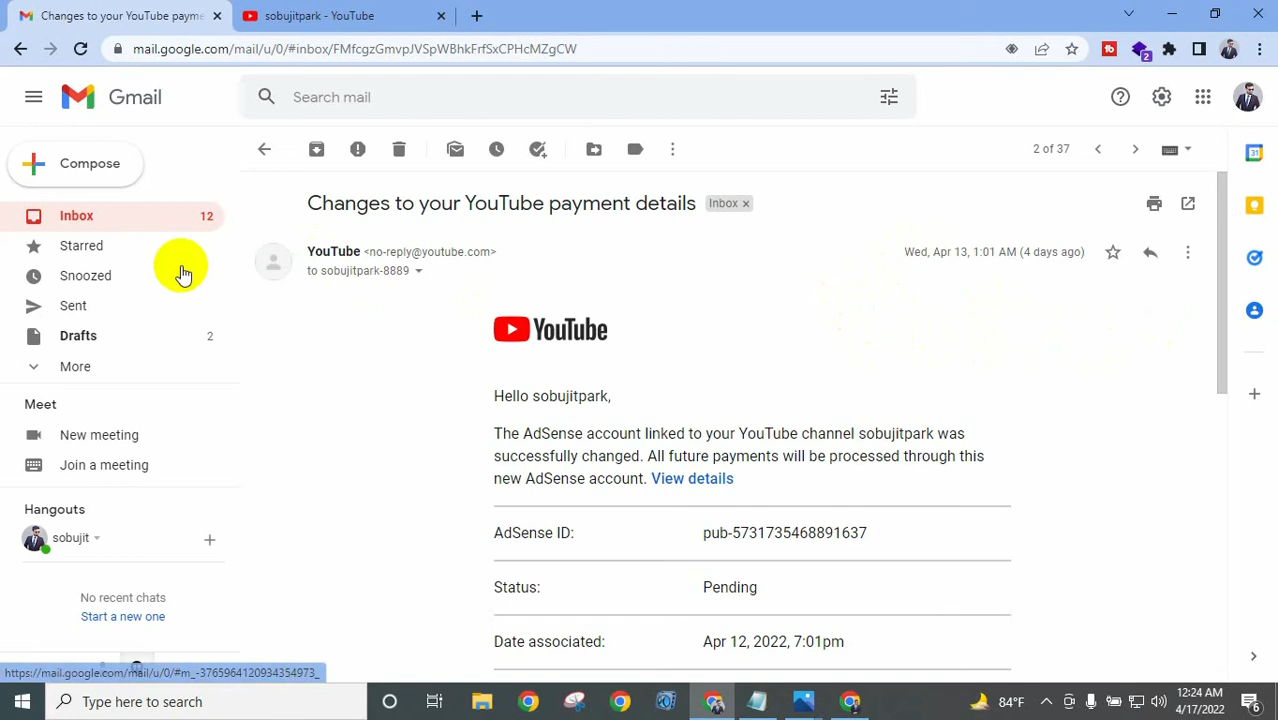 Changes to your YouTube payme
sobujitpark - YouTube
mail.google.com/mail/u/0/#inbox/FMfcgzGmvpJVSpWBhkFrfSxCPHcMZgCW
2
Gmail
Search mail
Compose
2 of 37
Inbox 12
Starred
Snoozed
Sent
Drafts 2
More
Changes to your YouTube payment details Inbox x
YouTube <no-reply@youtube.com> Wed, Apr 13, 1:01 AM (4 days ago)
to sobujitpark-8889
YouTube
Hello sobujitpark,
The AdSense account linked to your YouTube channel sobujitpark was
successfully changed. All future payments will be processed through this
new AdSense account. View details
AdSense ID: pub-5731735468891637
Status: Pending
Date associated: Apr 12, 2022, 7:01pm
Meet
New meeting
Join a meeting
Hangouts
sobujit
No recent chats
Start a new one
31
https://mail.google.com/mail/u/0/#m_-3765964120934354973_
Type here to search
84°F
12:24 AM
4/17/2022
6